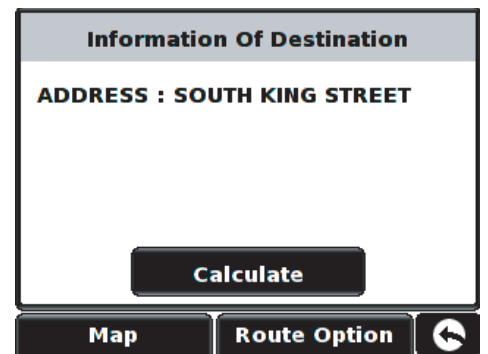 Information Of Destination
ADDRESS : SOUTH KING STREET
Calculate
Map
Route Option